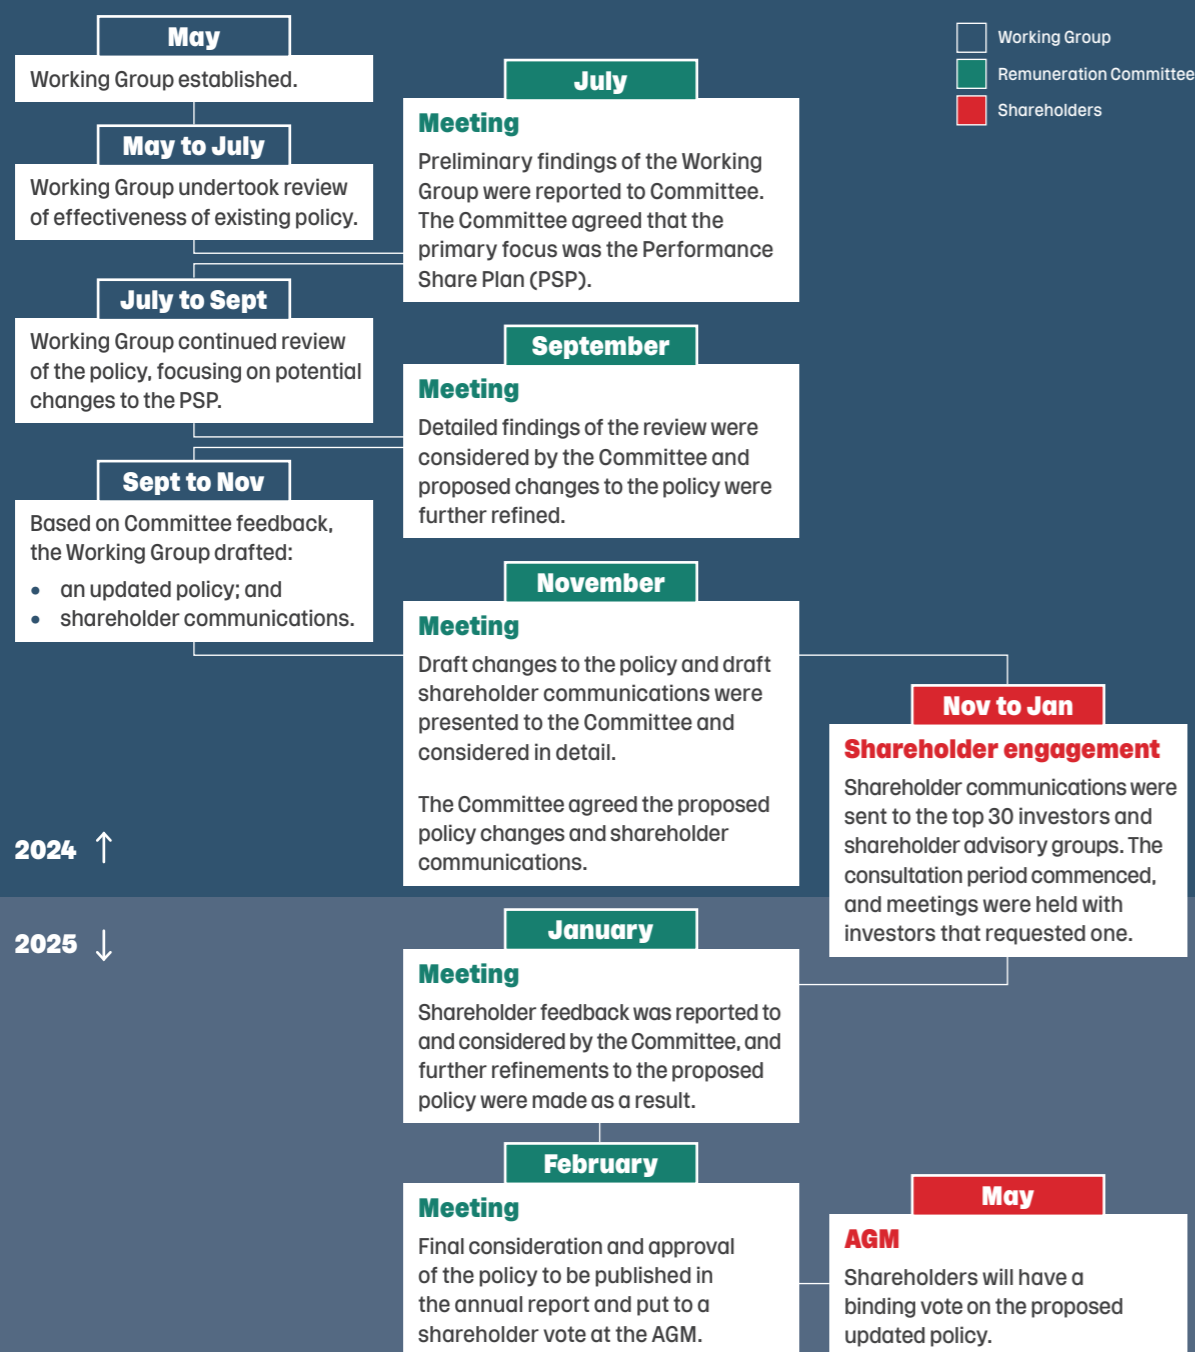 May
Working Group established.
May to July
Working Group undertook review
of effectiveness of existing policy.
July
Meeting
Preliminary findings of the Working
Group were reported to Committee.
The Committee agreed that the
primary focus was the Performance
Share Plan (PSP).
Working Group
Remuneration Committee
Shareholders
July to Sept
Working Group continued review
of the policy, focusing on potential
changes to the PSP.
September
Meeting
Detailed findings of the review were
considered by the Committee and
proposed changes to the policy were
further refined.
Sept to Nov
Based on Committee feedback,
the Working Group drafted:
• an updated policy; and
• shareholder communications.
November
Meeting
Draft changes to the policy and draft
shareholder communications were
presented to the Committee and
considered in detail.
The Committee agreed the proposed
policy changes and shareholder
communications.
Nov to Jan
Shareholder engagement
Shareholder communications were
sent to the top 30 investors and
shareholder advisory groups. The
consultation period commenced,
and meetings were held with
investors that requested one.
2024 ↑
2025 ↓
January
Meeting
Shareholder feedback was reported to
and considered by the Committee, and
further refinements to the proposed
policy were made as a result.
February
Meeting
Final consideration and approval
of the policy to be published in
the annual report and put to a
shareholder vote at the AGM.
May
AGM
Shareholders will have a
binding vote on the proposed
updated policy.